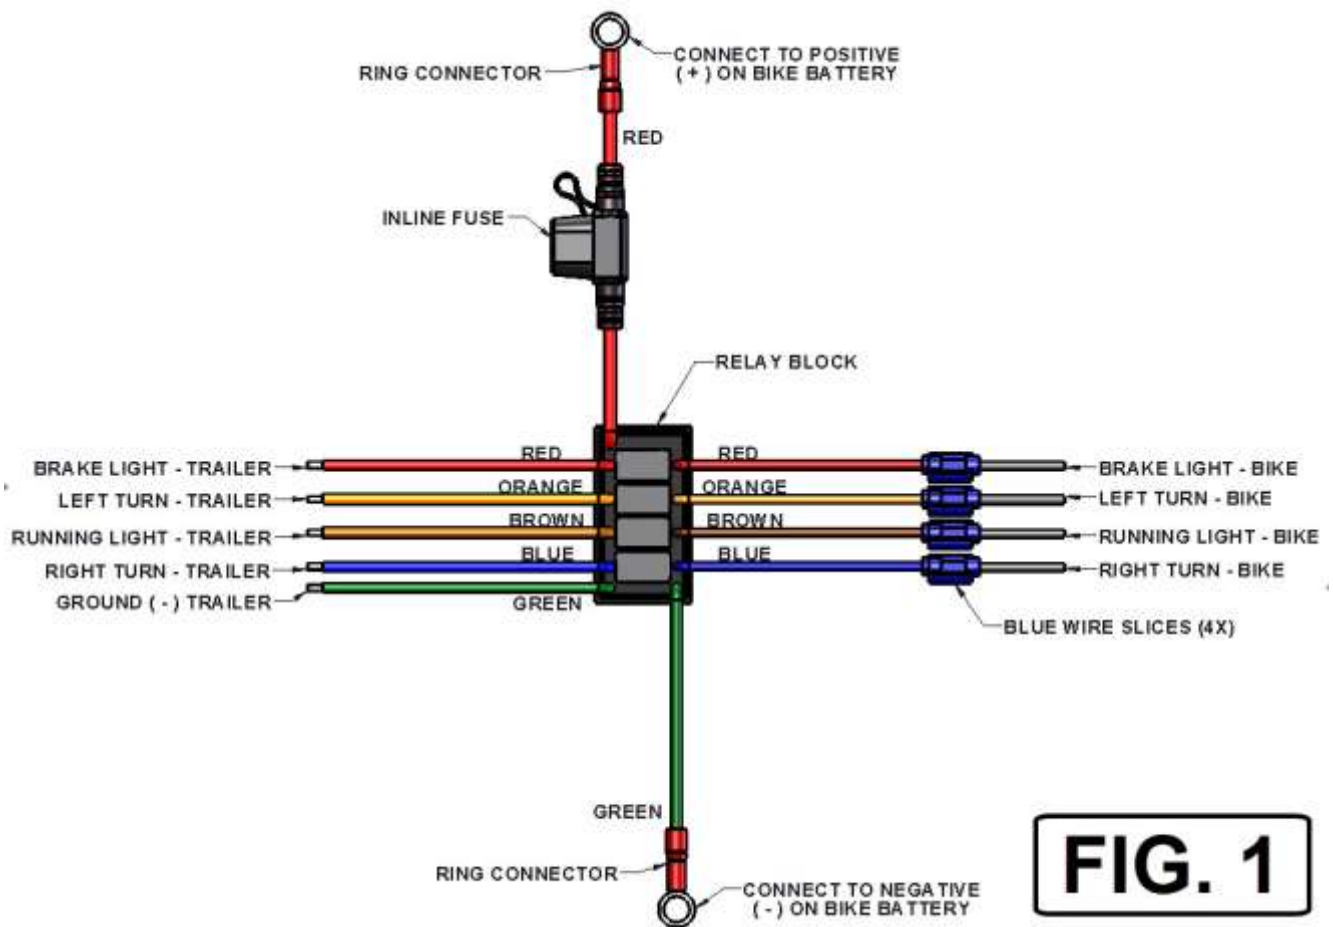 CONNECT TO POSITIVE
( + ) ON BIKE BATTERY
RING CONNECTOR
RED
INLINE FUSE
RELAY BLOCK
RED
RED
BRAKE LIGHT - TRAILER
BRAKE LIGHT - BIKE
ORANGE
ORANGE
LEFT TURN - TRAILER
LEFT TURN - BIKE
BROWN
BROWN
RUNNING LIGHT - TRAILER
RUNNING LIGHT - BIKE
BLUE
BLUE
RIGHT TURN - TRAILER
RIGHT TURN - BIKE
GROUND ( - ) TRAILER
GREEN
BLUE WIRE SLICES (4X)
GREEN
RING CONNECTOR
CONNECT TO NEGATIVE
( - ) ON BIKE BATTERY
FIG. 1